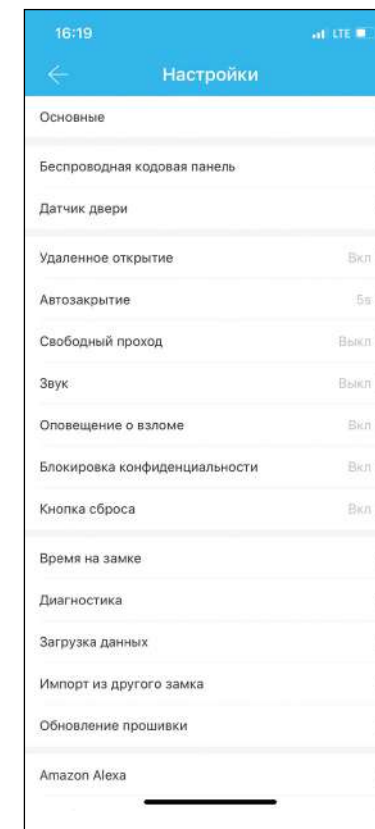 16:19 LTE
Настройки
Основные
Беспроводная кодовая панель
Датчик двери
Удаленное открытие Вкл
Автозакрытие 5s
Свободный проход Выкл
Звук Выкл
Оповещение о взломе Вкл
Блокировка конфиденциальности Вкл
Кнопка сброса Вкл
Время на замке
Диагностика
Загрузка данных
Импорт из другого замка
Обновление прошивки
Amazon Alexa